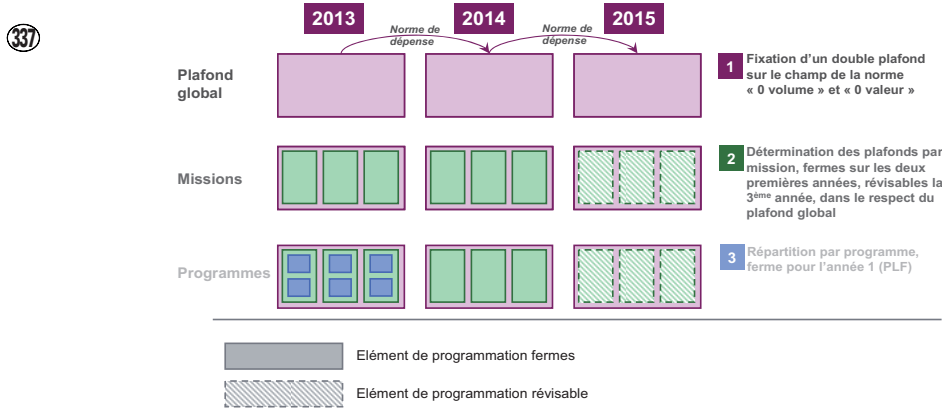 337
2013
2014
2015
Norme de
dépense
Norme de
dépense
Plafond
global
1
Fixation d'un double plafond
sur le champ de la norme
« 0 volume » et « 0 valeur »
Missions
2
Détermination des plafonds par
mission, fermes sur les deux
premières années, révisables la
3ème année, dans le respect du
plafond global
Programmes
3
Répartition par programme,
ferme pour l'année 1 (PLF)
Elément de programmation fermes
Elément de programmation révisable